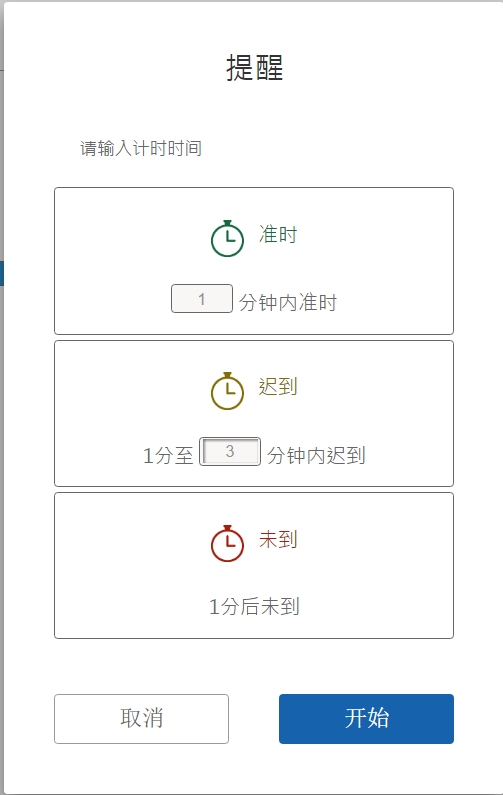 提醒
请输入计时时间
准时
1 分钟内准时
迟到
1分至 3 分钟内迟到
未到
1分后未到
取消 开始